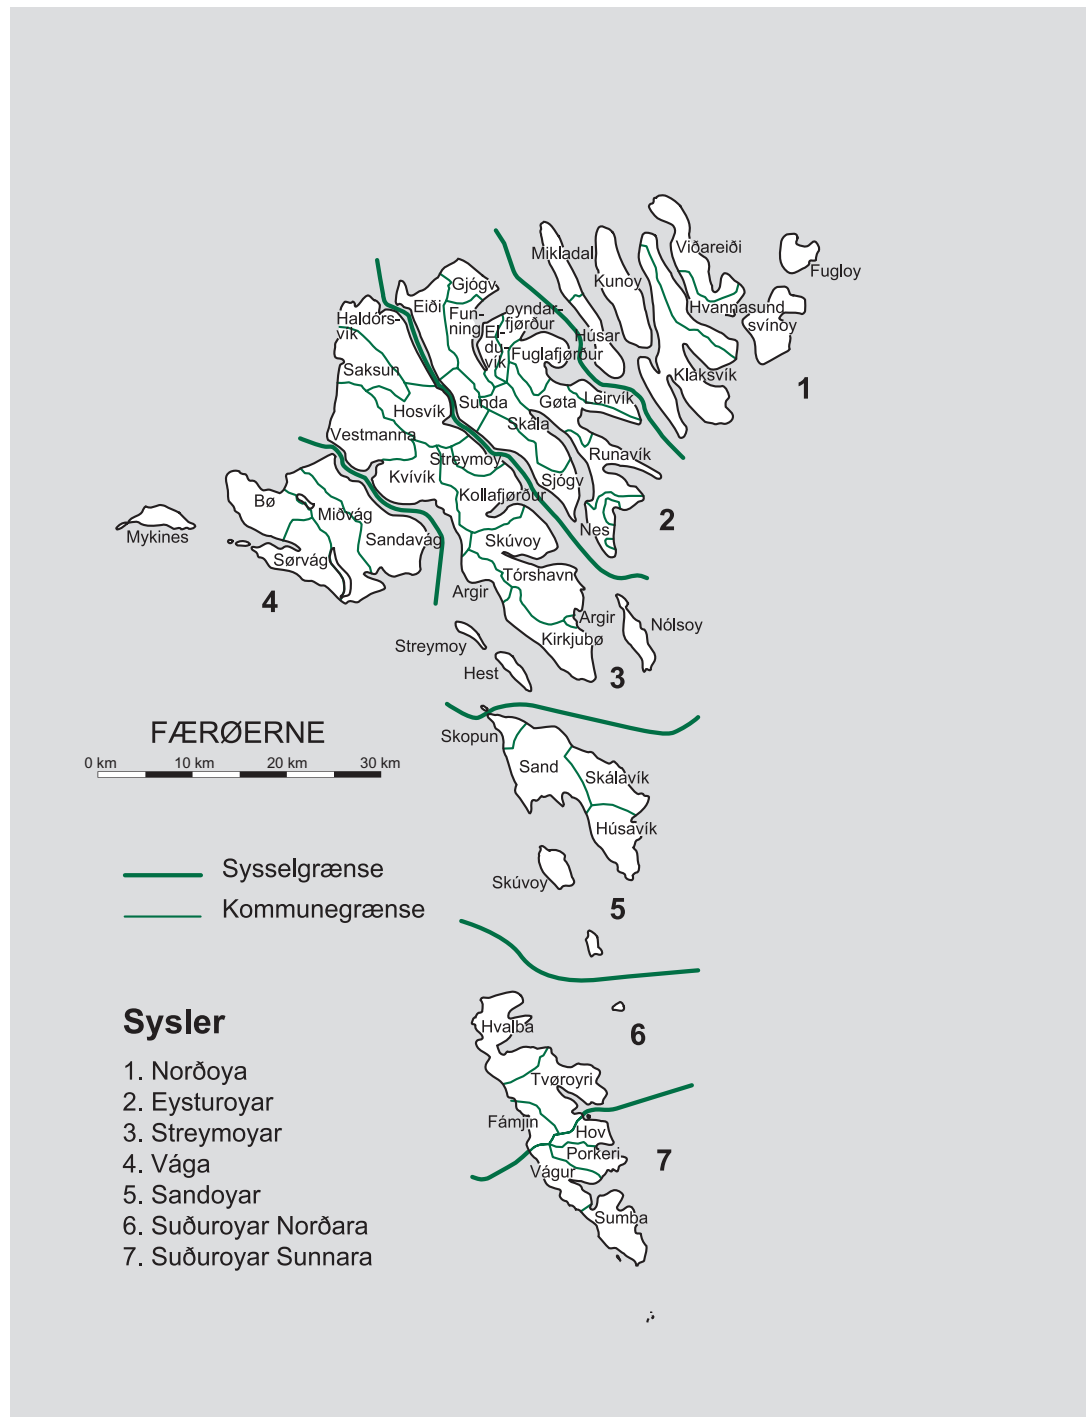 Mikladal
Viðareiði
Kunoy
Fugloy
Gjógv
Eiði
Hvannasund
Haldórs-
vík
Fun-
ning
oyndar-
fjørður
svínoy
El-
du-
vík
Húsar
Fuglafjørður
Saksun
Klaksvík
1
Hosvík
Sunda
Gøta
Leirvík
Vestmanna
Skála
Streymoy
Runavík
Kvívík
Sjógv
Kollafjørður
Bø
Miðvág
2
Mykines
Sandavág
Skúvoy
Nes
Sørvág
Tórshavn
4
Argir
Argir
Nólsoy
Streymoy
Kirkjubø
Hest
3
FÆRØERNE
Skopun
0 km 10 km 20 km 30 km
Sand
Skálavík
Húsavík
Sysselgrænse
Skúvoy
Kommunegrænse
5
Sysler
Hvalba
6
1. Norðoya
2. Eysturoyar
3. Streymoyar
4. Vága
5. Sandoyar
6. Suðuroyar Norðara
7. Suðuroyar Sunnara
Tvøroyri
Fámjin
Hov
Porkeri
7
Vágur
Sumba